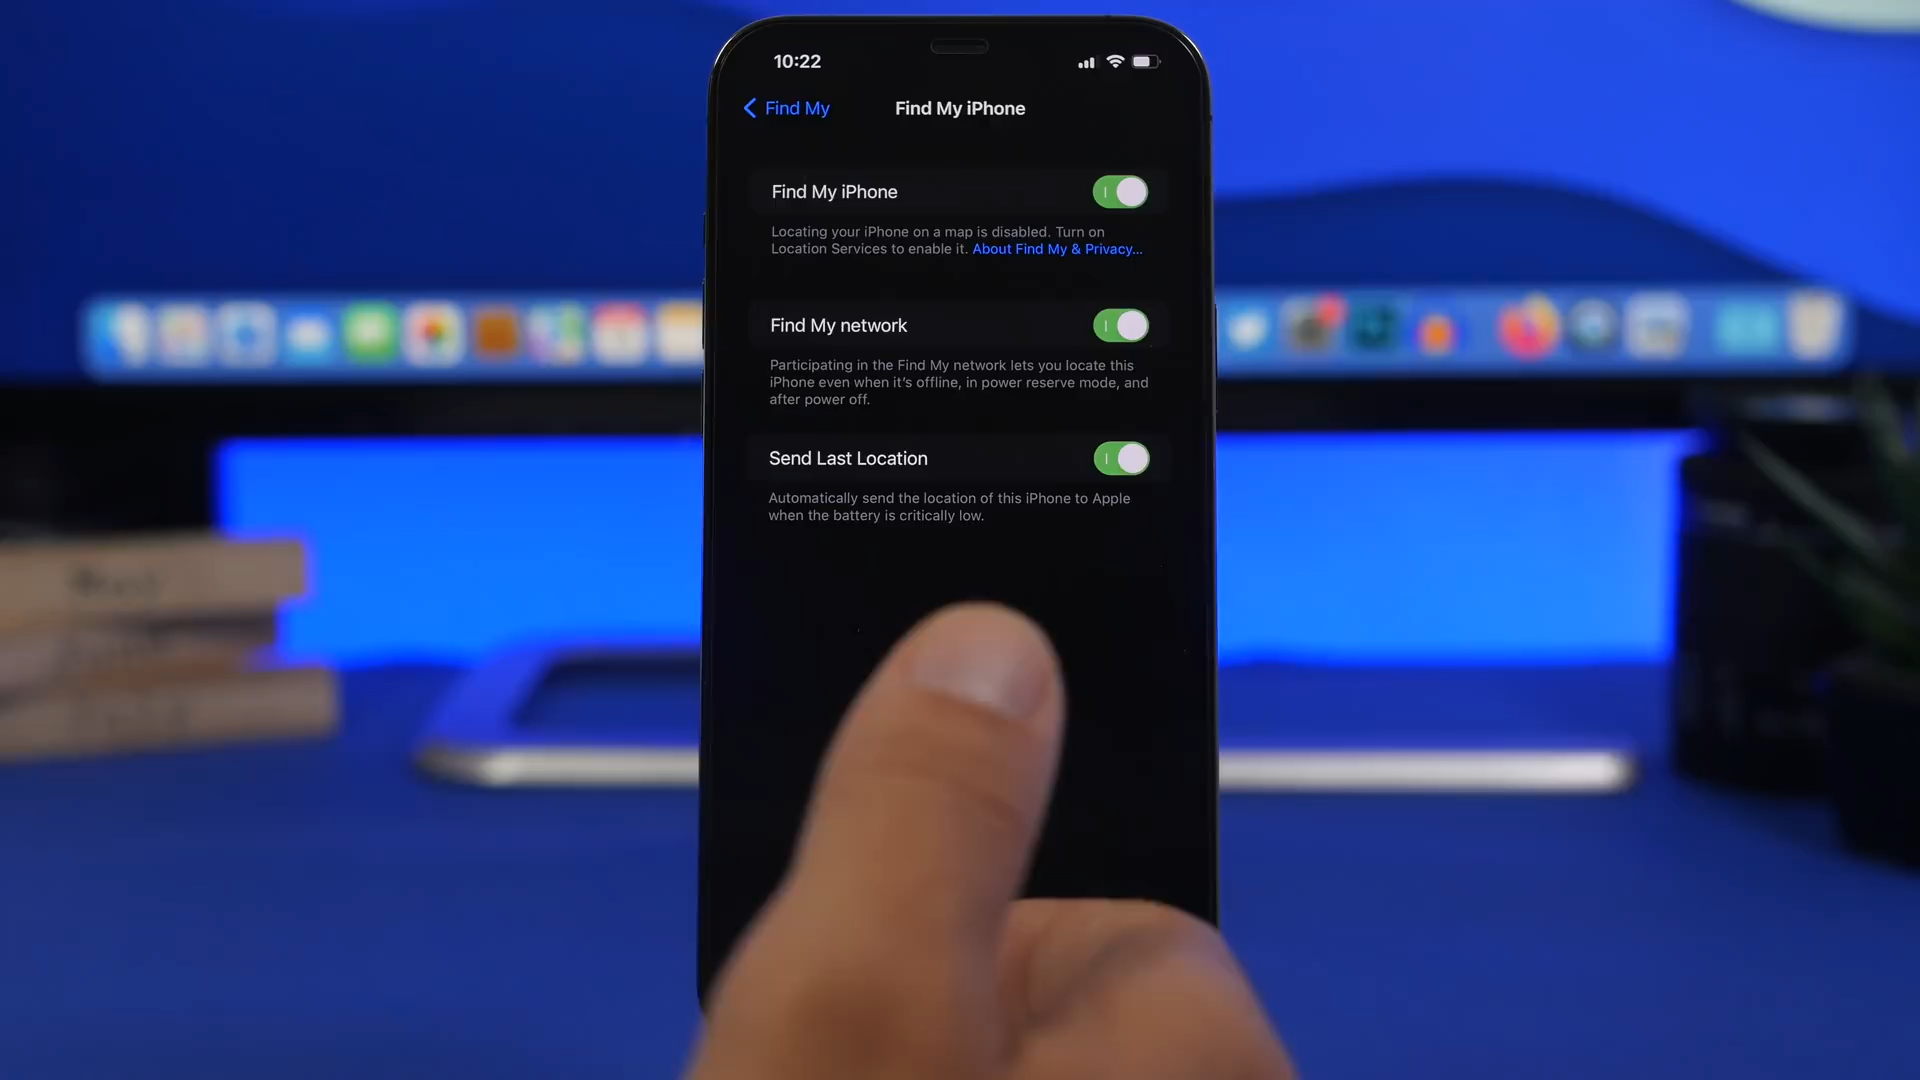 10:22
Find My
Find My iPhone
Find My iPhone
Locating your iPhone on a map is disabled. Turn on
Location Services to enable it. About Find My & Privacy...
Find My network
Participating in the Find My network lets you locate this
iPhone even when it's offline, in power reserve mode, and
after power off.
Send Last Location
Automatically send the location of this iPhone to Apple
when the battery is critically low.